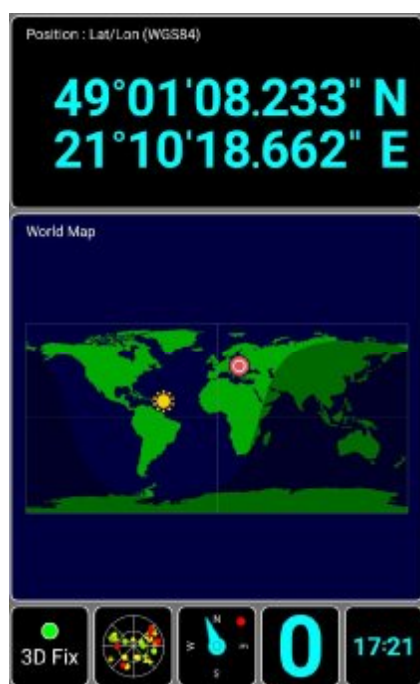 Position : Lat/Lon (WGS84)
49°01'08.233" N
21°10'18.662" E
World Map
3D Fix
N
W E
S
0
17:21